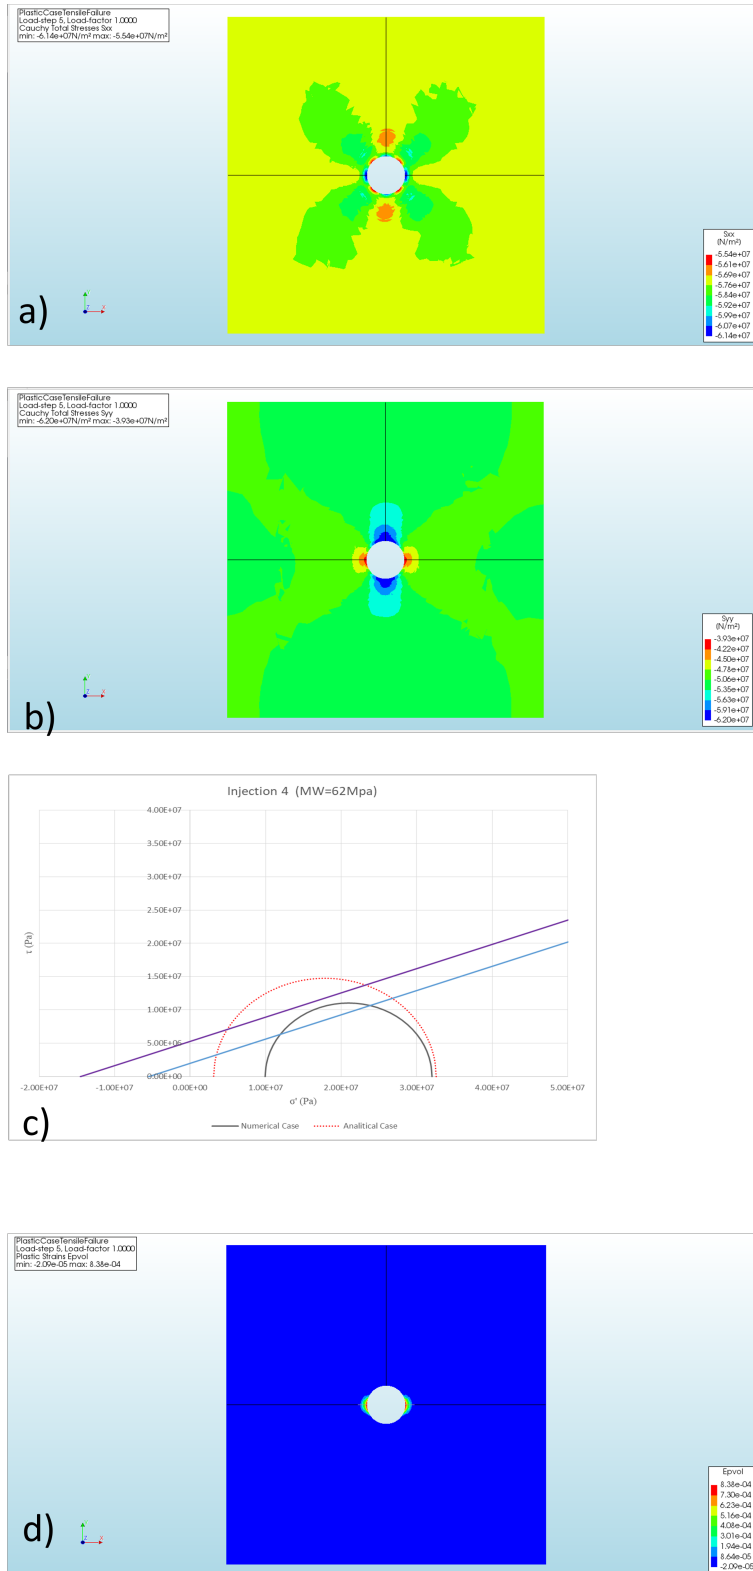 PlasticCaseTensileFailure
Load-step 5, Load-factor 1.0000
Cauchy Total Stresses Sxx
min: -6.14e+07N/m² max: -5.54e+07N/m²
Sxx
(N/m²)
-5.54e+07
-5.61e+07
-5.69e+07
-5.76e+07
-5.84e+07
-5.92e+07
-5.99e+07
-6.07e+07
-6.14e+07
Y
Z X
a)
PlasticCaseTensileFailure
Load-step 5, Load-factor 1.0000
Cauchy Total Stresses Syy
min: -6.20e+07N/m² max: -3.93e+07N/m²
Syy
(N/m²)
-3.93e+07
-4.22e+07
-4.50e+07
-4.78e+07
-5.06e+07
-5.35e+07
-5.63e+07
-5.91e+07
-6.20e+07
Y
Z X
b)
Injection 4 (MW=62Mpa)
4.00E+07
3.50E+07
3.00E+07
2.50E+07
2.00E+07
1.50E+07
1.00E+07
5.00E+06
0.00E+00
τ (Pa)
-2.00E+07 -1.00E+07 0.00E+00 1.00E+07 2.00E+07 3.00E+07 4.00E+07 5.00E+07
σ' (Pa)
Numerical Case Analitical Case
c)
PlasticCaseTensileFailure
Load-step 5, Load-factor 1.0000
Plastic Strains Epvol
min: -2.09e-05 max: 8.38e-04
Epvol
8.38e-04
7.30e-04
6.23e-04
5.16e-04
4.08e-04
3.01e-04
1.94e-04
8.64e-05
-2.09e-05
Y
Z X
d)